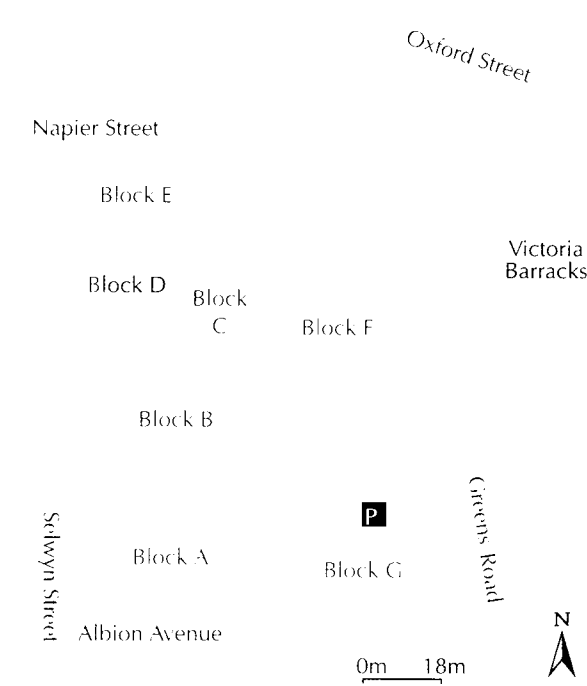 Oxford Street
Napier Street
Block E
Victoria
Barracks
Block D
Block
C
Block F
Block B
P
Greens Road
Selwyn Street
Block A
Block G
Albion Avenue
N
0m 18m